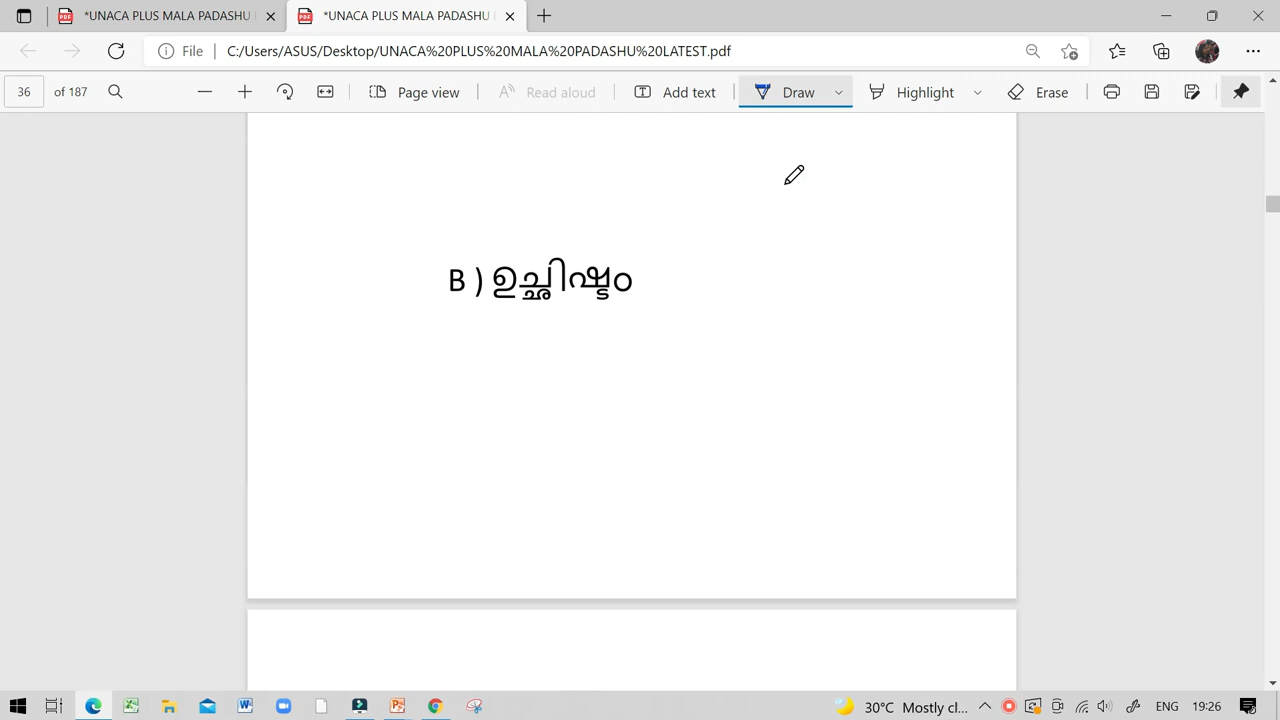 *UNACA PLUS MALA PADASHU
*UNACA PLUS MALA PADASHU
File
C:/Users/ASUS/Desktop/UNACA%20PLUS%20MALA%20PADASHU%20LATEST.pdf
36 of 187
Page view
Read aloud
Add text
Draw
Highlight
Erase
B ) ഉച്ഛിഷ്ടം
30°C Mostly cl... ENG 19:26